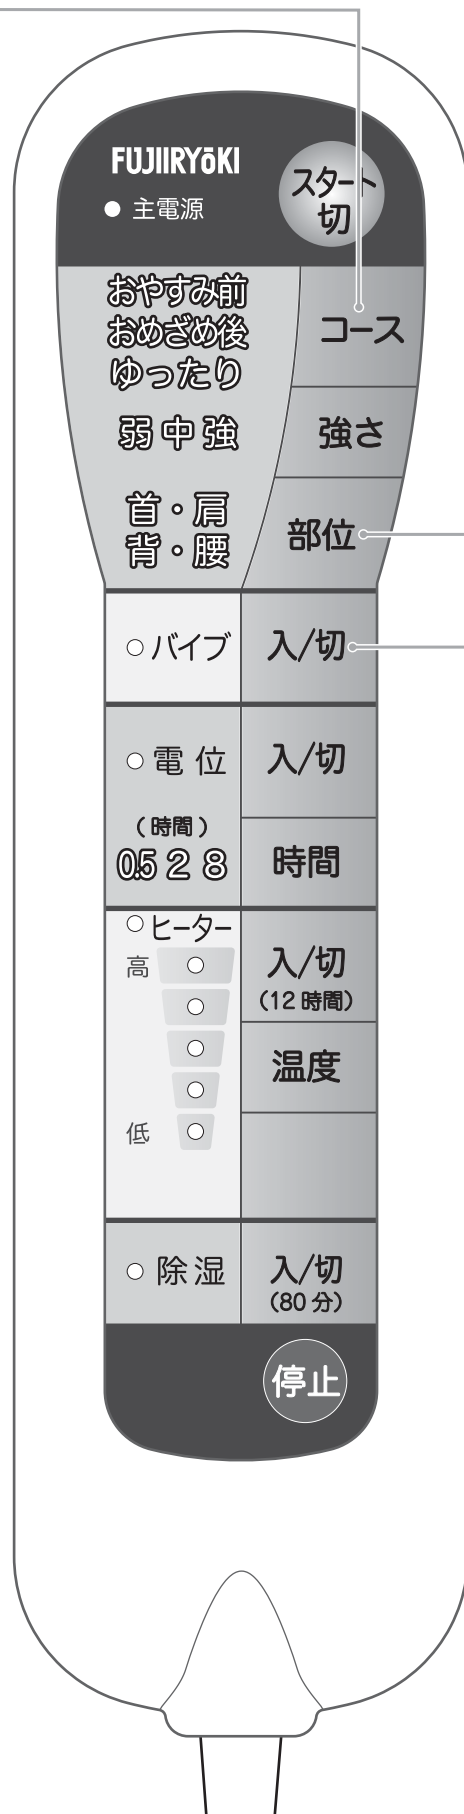 FUJIIRYōKI
スタート
切
主電源
おやすみ前
おめざめ後
ゆったり
コース
弱 中 強
強さ
首・肩
背・腰
部位
バイブ
入/切
電位
入/切
(時間)
0.5 2 8
時間
ヒーター
高
入/切
(12時間)
温度
低
除湿
入/切
(80分)
停止